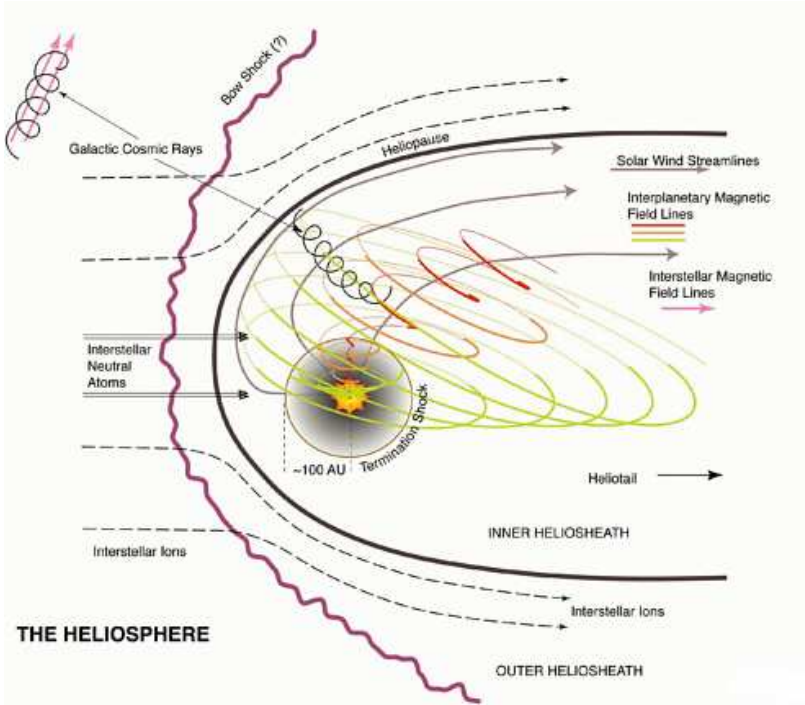 Bow Shock (?)
Galactic Cosmic Rays
Heliopause
Solar Wind Streamlines
Interplanetary Magnetic
Field Lines
Interstellar Magnetic
Field Lines
Interstellar
Neutral
Atoms
Termination Shock
~100 AU
Heliotail
INNER HELIOSHEATH
Interstellar Ions
Interstellar Ions
THE HELIOSPHERE
OUTER HELIOSHEATH